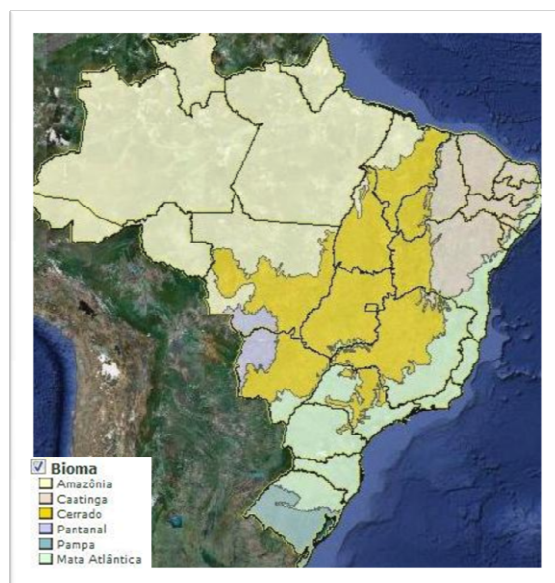 Bioma
Amazônia
Caatinga
Cerrado
Pantanal
Pampa
Mata Atlântica